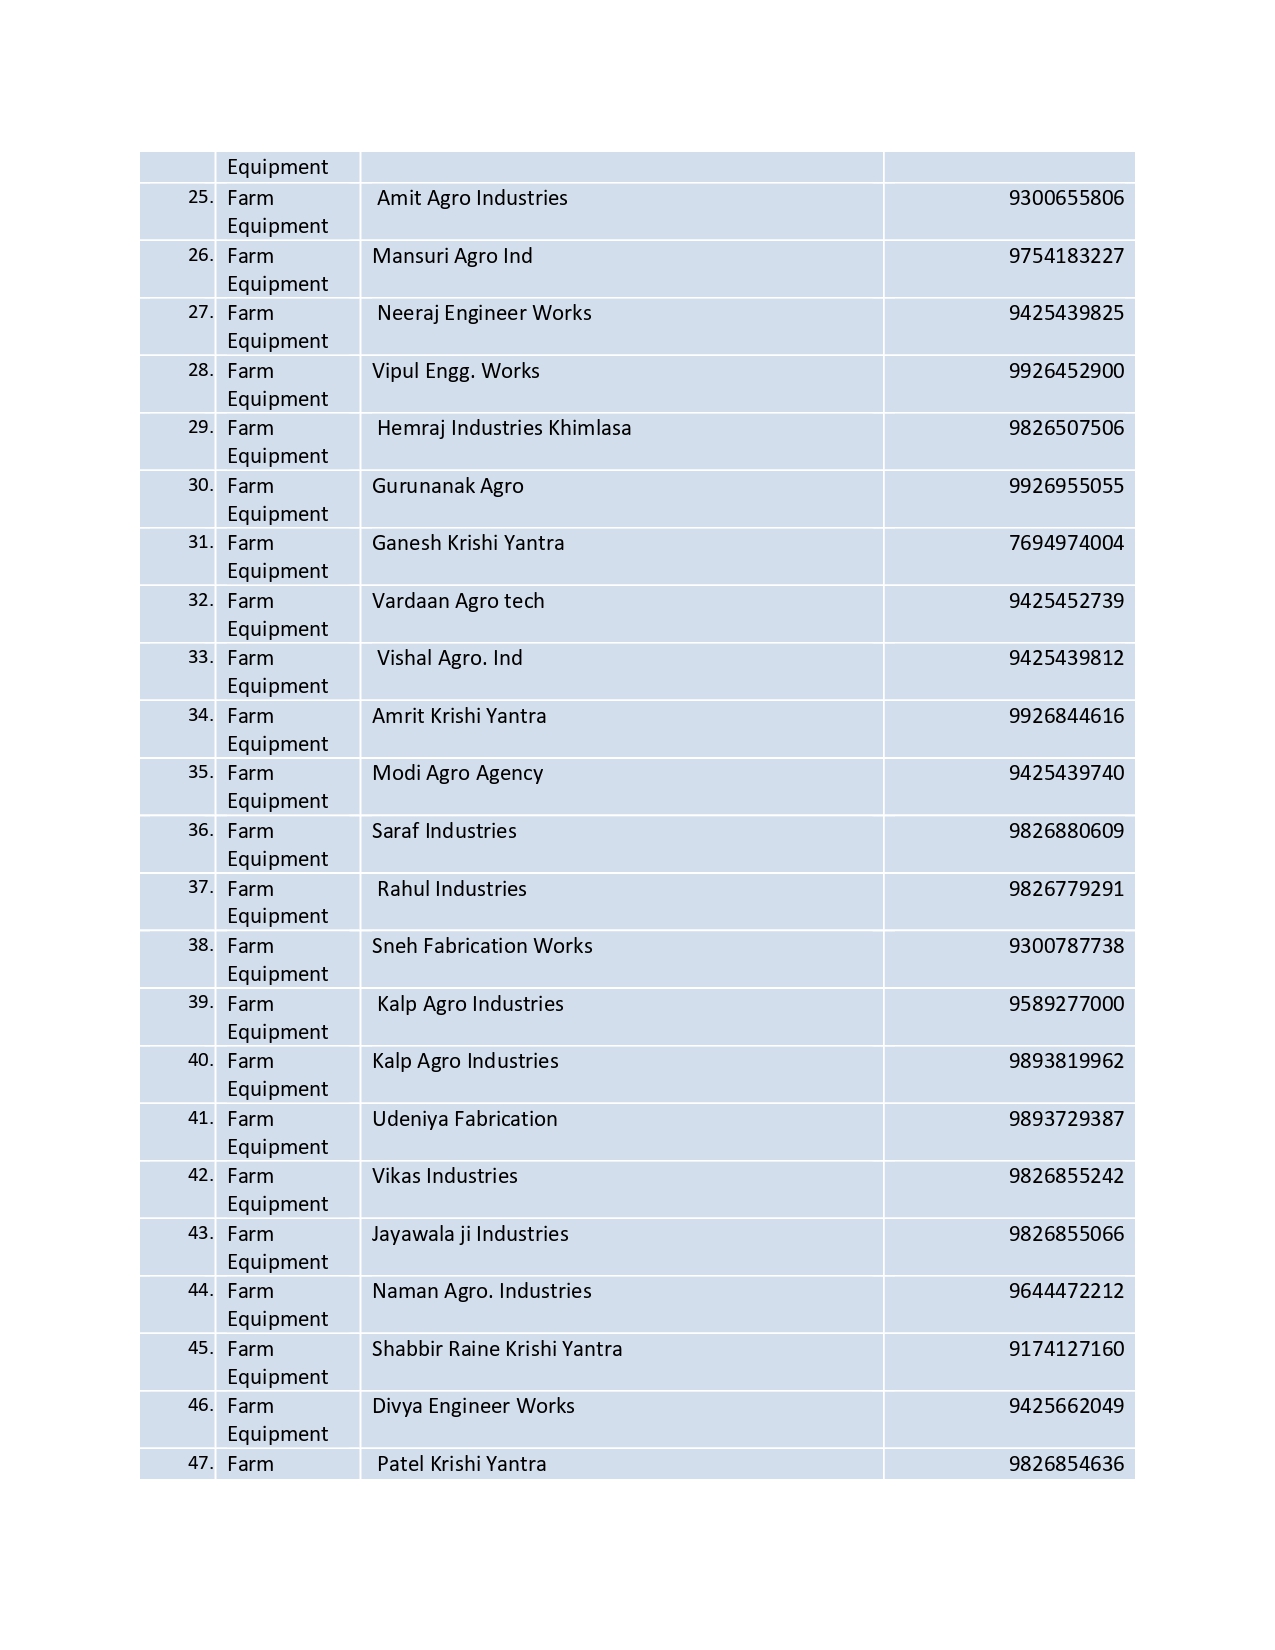 Equipment
25. Farm Amit Agro Industries 9300655806
Equipment
26. Farm Mansuri Agro Ind 9754183227
Equipment
27. Farm Neeraj Engineer Works 9425439825
Equipment
28. Farm Vipul Engg. Works 9926452900
Equipment
29. Farm Hemraj Industries Khimlasa 9826507506
Equipment
30. Farm Gurunanak Agro 9926955055
Equipment
31. Farm Ganesh Krishi Yantra 7694974004
Equipment
32. Farm Vardaan Agro tech 9425452739
Equipment
33. Farm Vishal Agro. Ind 9425439812
Equipment
34. Farm Amrit Krishi Yantra 9926844616
Equipment
35. Farm Modi Agro Agency 9425439740
Equipment
36. Farm Saraf Industries 9826880609
Equipment
37. Farm Rahul Industries 9826779291
Equipment
38. Farm Sneh Fabrication Works 9300787738
Equipment
39. Farm Kalp Agro Industries 9589277000
Equipment
40. Farm Kalp Agro Industries 9893819962
Equipment
41. Farm Udeniya Fabrication 9893729387
Equipment
42. Farm Vikas Industries 9826855242
Equipment
43. Farm Jayawala ji Industries 9826855066
Equipment
44. Farm Naman Agro. Industries 9644472212
Equipment
45. Farm Shabbir Raine Krishi Yantra 9174127160
Equipment
46. Farm Divya Engineer Works 9425662049
Equipment
47. Farm Patel Krishi Yantra 9826854636